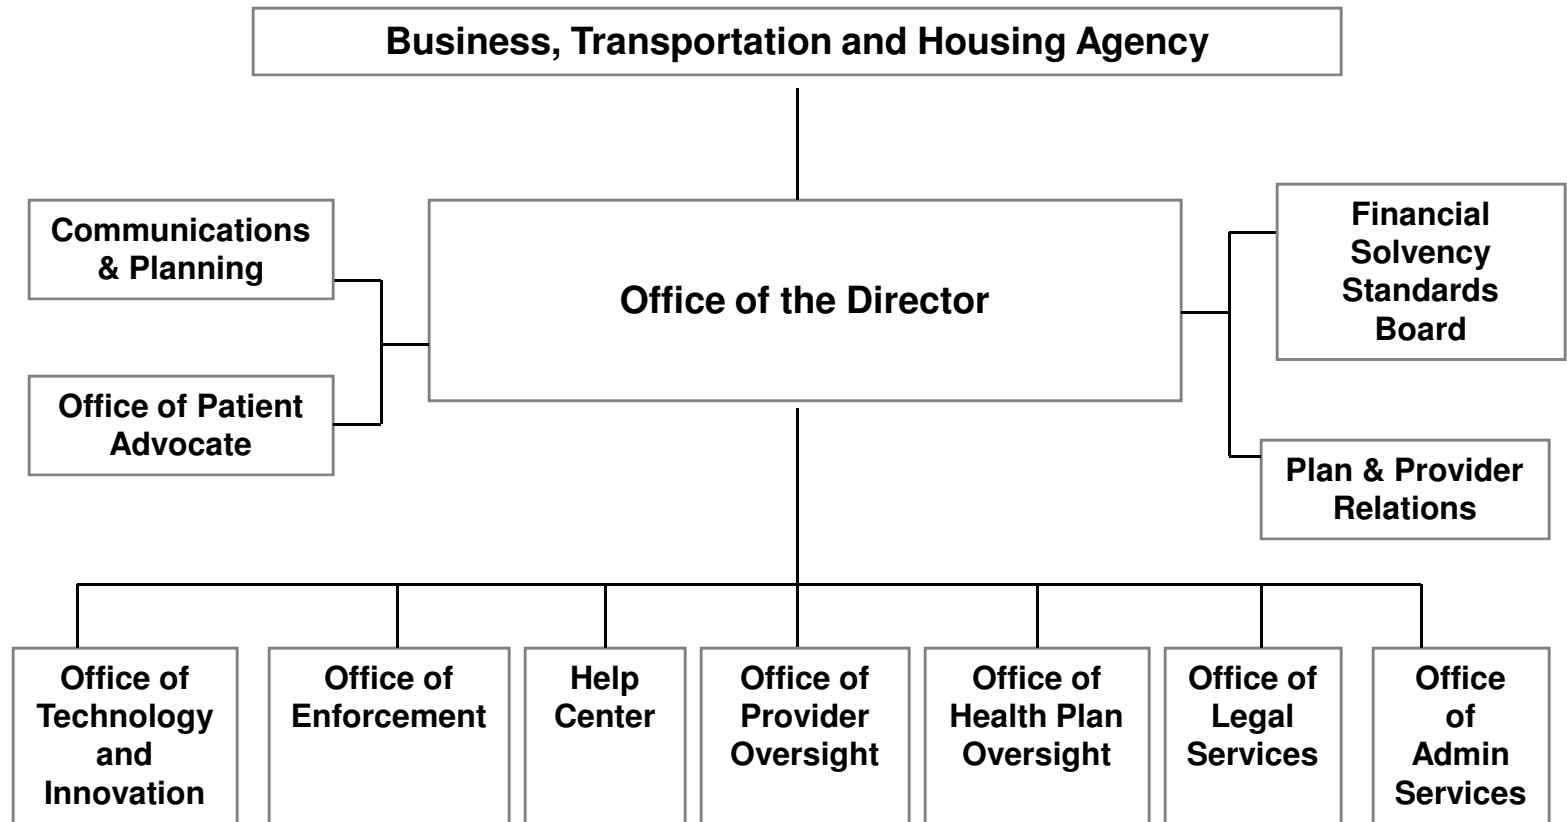 Business, Transportation and Housing Agency
Communications
& Planning
Office of the Director
Financial
Solvency
Standards
Board
Office of Patient
Advocate
Plan & Provider
Relations
Office of
Technology
and
Innovation
Office of
Enforcement
Help
Center
Office of
Provider
Oversight
Office of
Health Plan
Oversight
Office of
Legal
Services
Office
of
Admin
Services